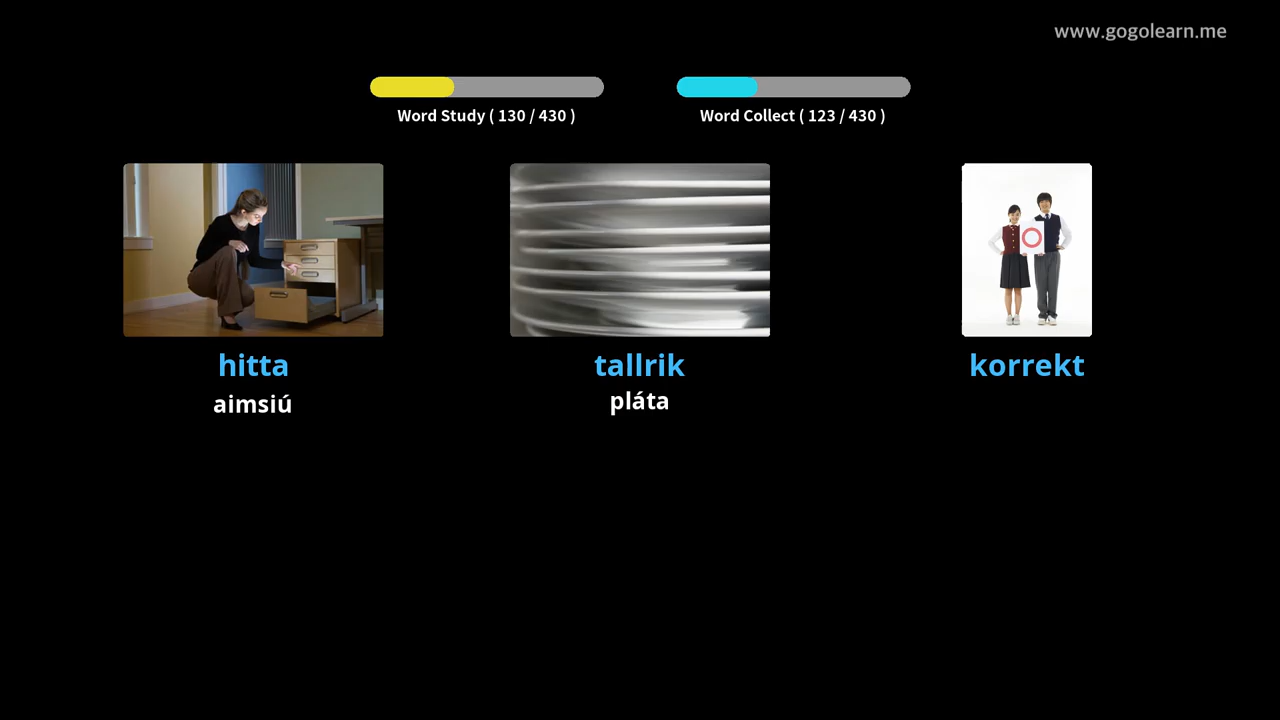 www.gogolearn.me
Word Study ( 130 / 430 )
Word Collect ( 123 / 430 )
hitta
aimsiú
tallrik
pláta
korrekt